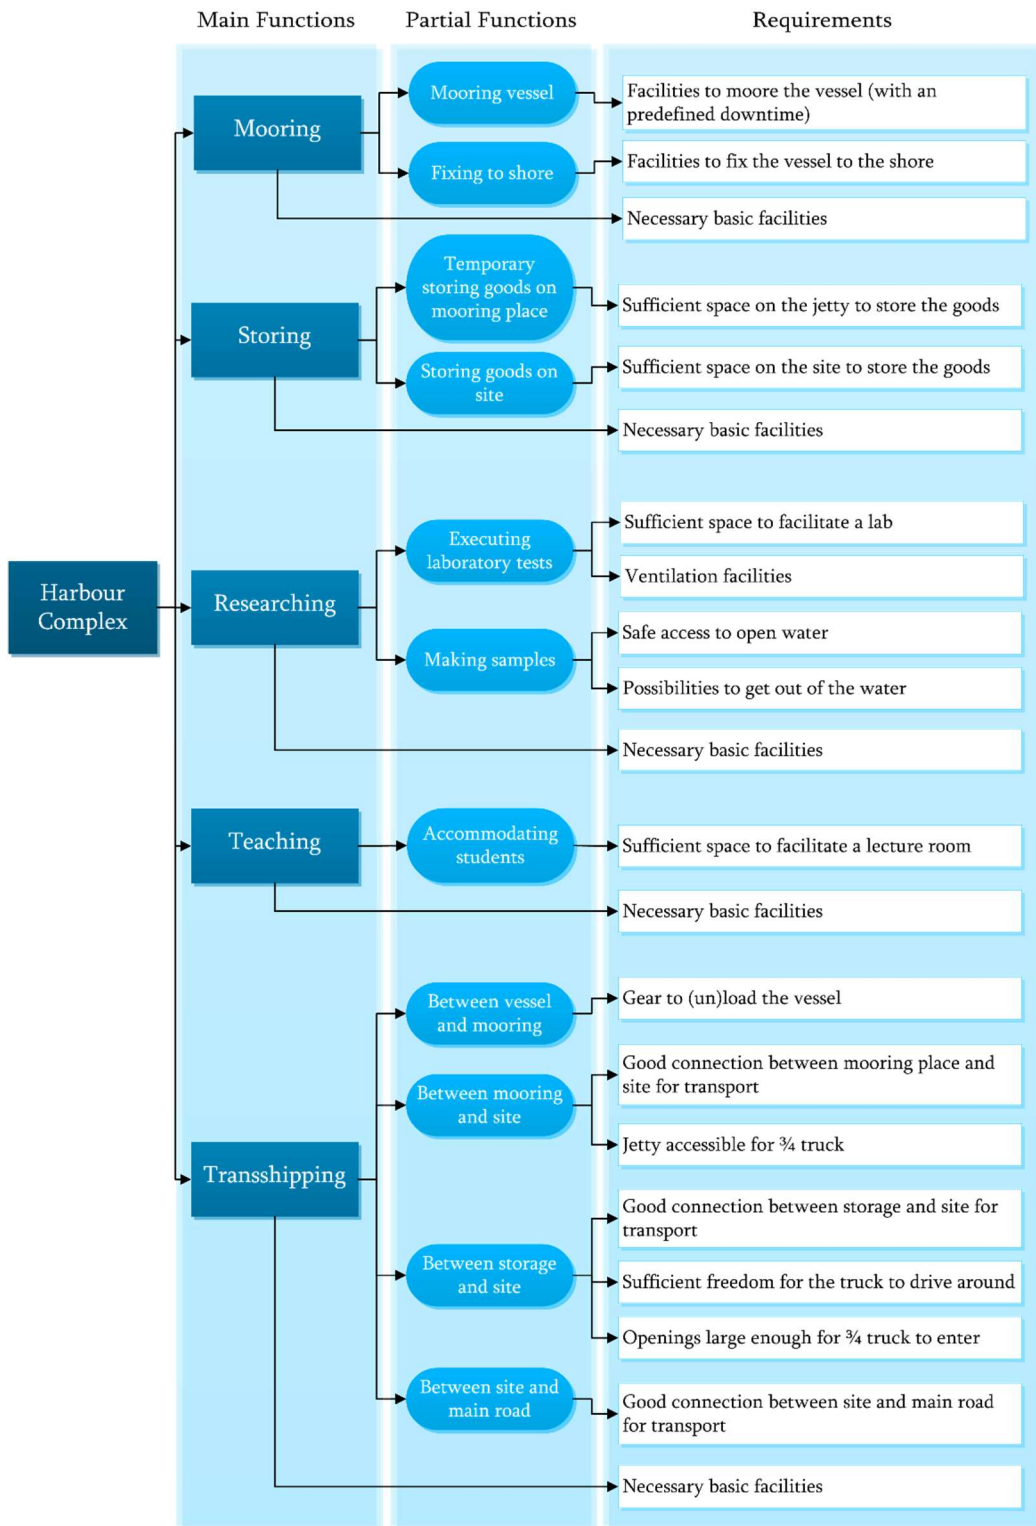 Main Functions
Partial Functions
Requirements
Harbour
Complex
Mooring
Mooring vessel
Facilities to moore the vessel (with an
predefined downtime)
Fixing to shore
Facilities to fix the vessel to the shore
Necessary basic facilities
Storing
Temporary
storing goods on
mooring place
Sufficient space on the jetty to store the goods
Storing goods on
site
Sufficient space on the site to store the goods
Necessary basic facilities
Researching
Executing
laboratory tests
Sufficient space to facilitate a lab
Ventilation facilities
Making samples
Safe access to open water
Possibilities to get out of the water
Necessary basic facilities
Teaching
Accommodating
students
Sufficient space to facilitate a lecture room
Necessary basic facilities
Transshipping
Between vessel
and mooring
Gear to (un)load the vessel
Between mooring
and site
Good connection between mooring place and
site for transport
Jetty accessible for ¾ truck
Between storage
and site
Good connection between storage and site for
transport
Sufficient freedom for the truck to drive around
Openings large enough for ¾ truck to enter
Between site and
main road
Good connection between site and main road
for transport
Necessary basic facilities